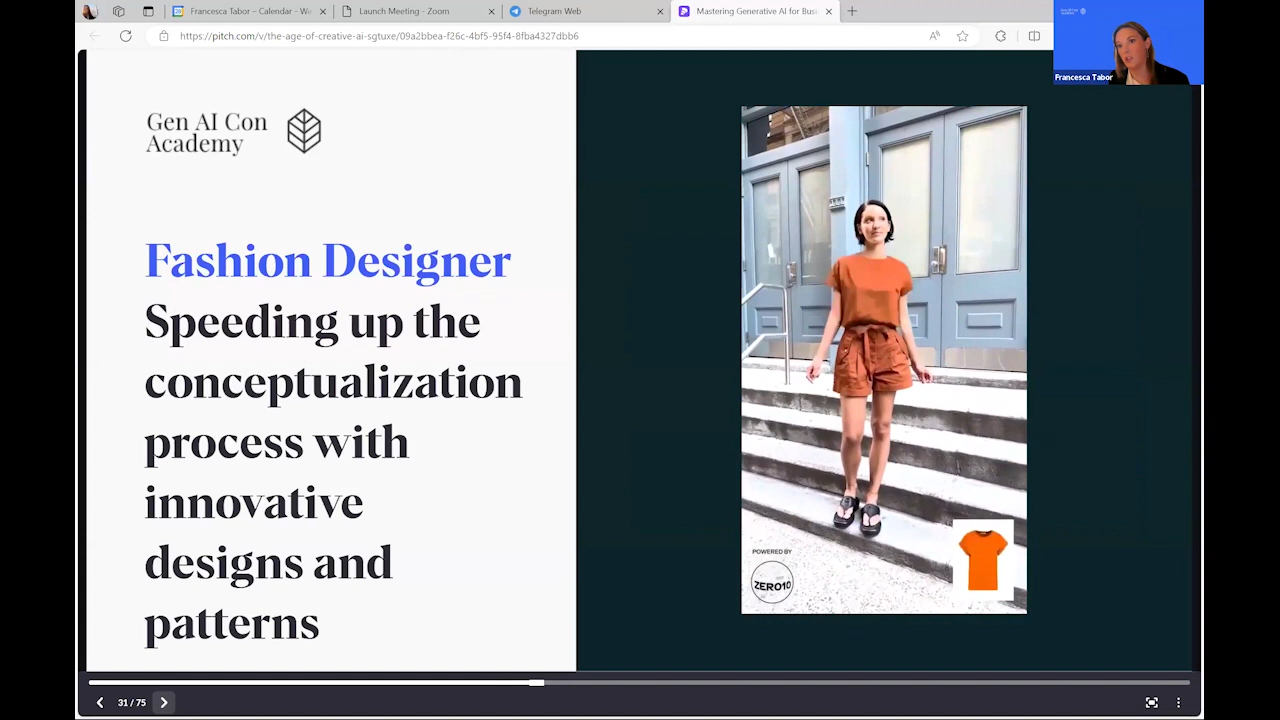 Francesca Tabor – Calendar - We
Launch Meeting - Zoom
Telegram Web
Mastering Generative AI for Busi
https://pitch.com/v/the-age-of-creative-ai-sgtuxe/09a2bbea-f26c-4bf5-95f4-8fba4327dbb6
Francesca Tabor
Gen AI Con
Academy
Fashion Designer
Speeding up the
conceptualization
process with
innovative
designs and
patterns
POWERED BY
ZERO10
31 / 75